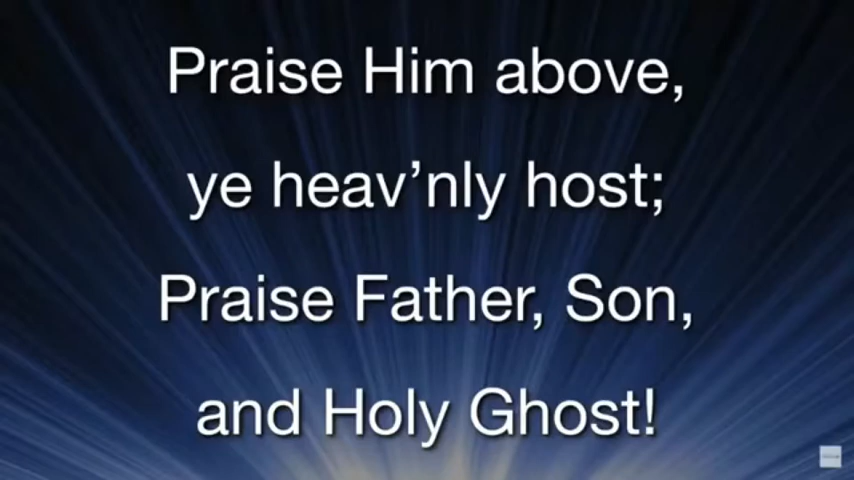 Praise Him above,
ye heav’nly host;
Praise Father, Son,
and Holy Ghost!